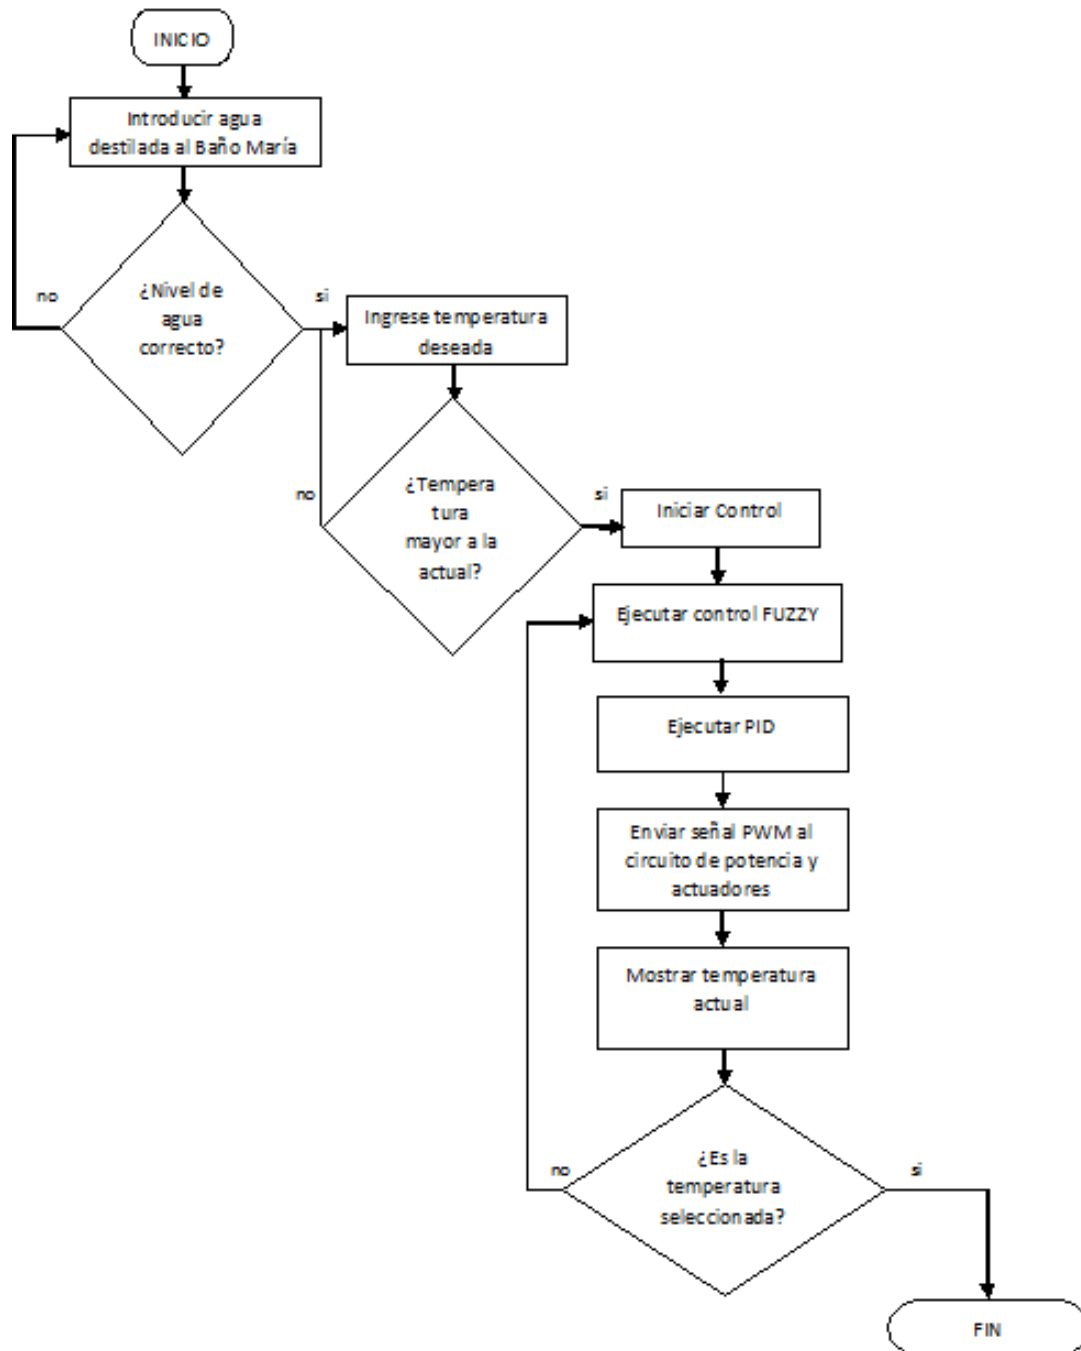 INICIO
Introducir agua
destilada al Baño María
¿Nivel de
agua
correcto?
no
si
Ingrese temperatura
deseada
¿Tempera
tura
mayor a la
actual?
no
si
Iniciar Control
Ejecutar control FUZZY
Ejecutar PID
Enviar señal PWM al
circuito de potencia y
actuadores
Mostrar temperatura
actual
¿Es la
temperatura
seleccionada?
no
si
FIN